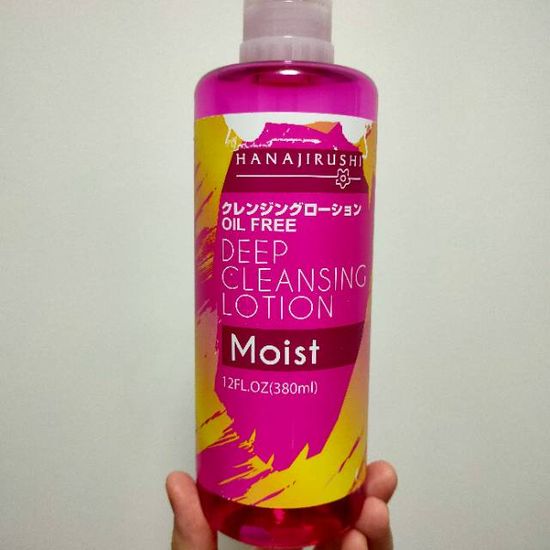 HANAJIRUSHI
クレンジングローション
OIL FREE
DEEP
CLEANSING
LOTION
Moist
12FL.OZ(380ml)